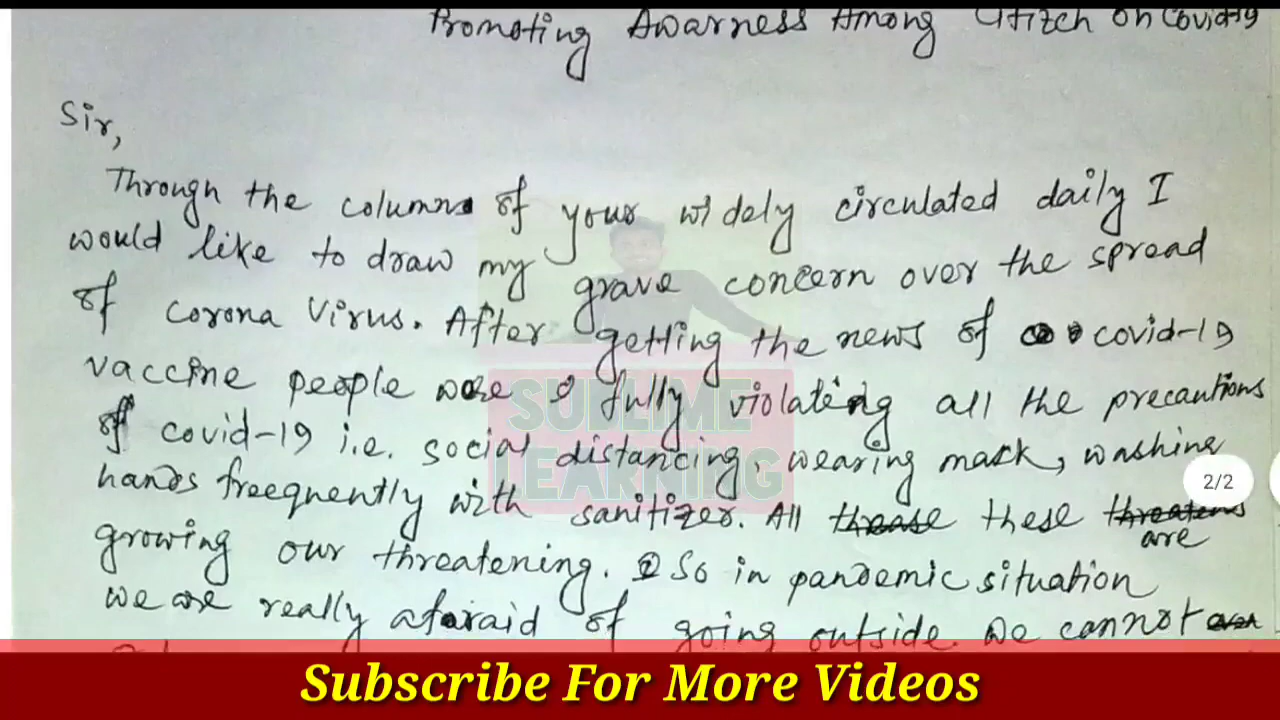 Promoting Awarness Among Citizen on Covid-19
Sir,
Through the columns of your widely circulated daily I
would like to draw my grave concern over the spread
of corona Virus. After getting the news of covid-19
vaccine people were fully violating all the precautions
of covid-19 i.e. social distancing, wearing mask, washing
hands freequently with sanitizer. All these are
growing our threatening. So in pandemic situation
we are really afaraid of going outside. We cannot
SUBLIME
LEARNING
2/2
Subscribe For More Videos